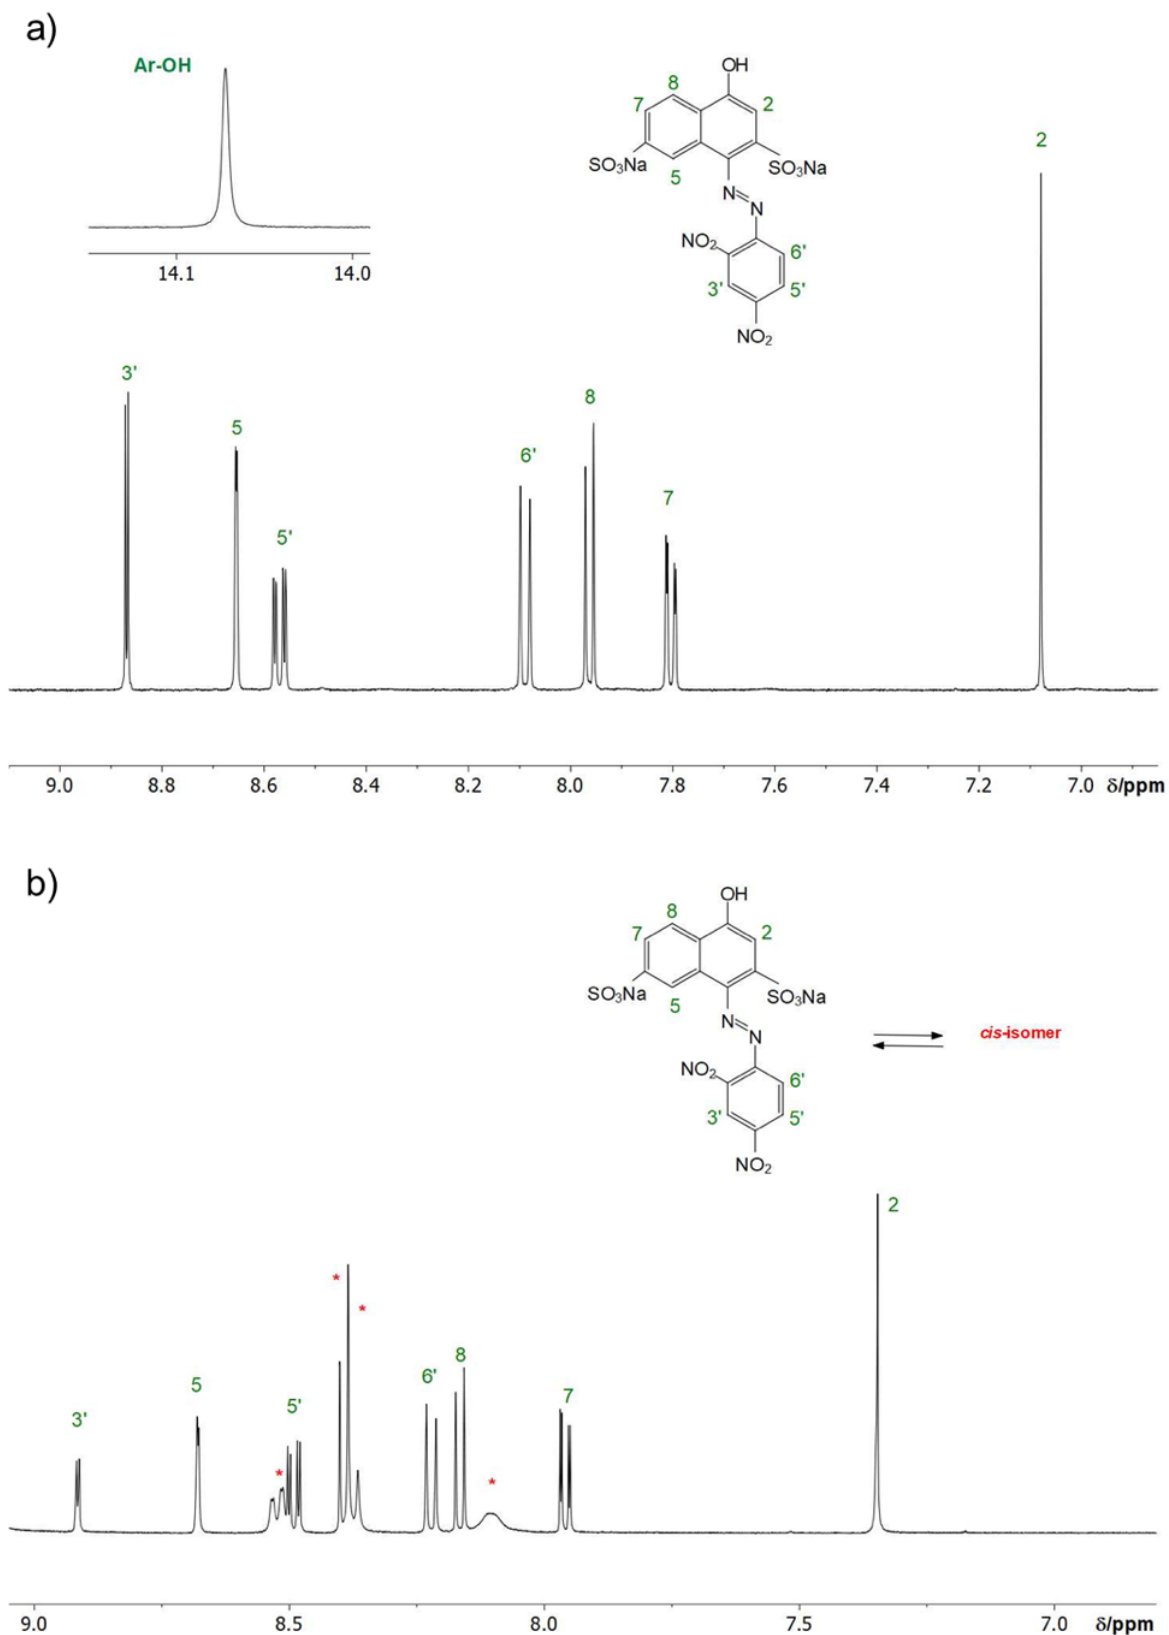 a)
Ar-OH
14.1 14.0
OH
8
7
2
SO3Na
SO3Na
5
N
N
NO2
6'
3'
5'
NO2
2
3'
5
5'
6'
8
7
9.0 8.8 8.6 8.4 8.2 8.0 7.8 7.6 7.4 7.2 7.0 δ/ppm
b)
OH
8
7
2
SO3Na
SO3Na
5
N
N
cis-isomer
NO2
6'
3'
5'
NO2
2
*
*
3'
5
*
5'
6'
8
*
7
9.0 8.5 8.0 7.5 7.0 δ/ppm